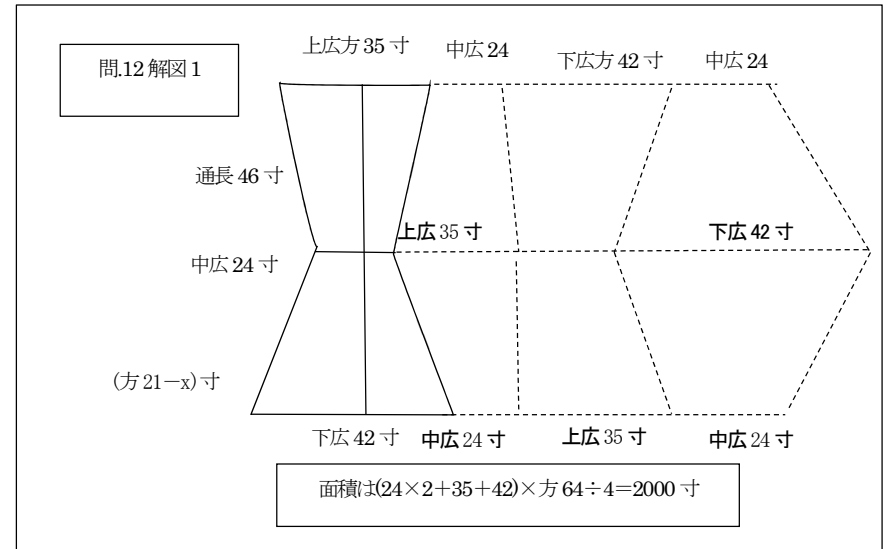 上広方 35 寸
中広 24
下広方 42 寸
中広 24
問.12 解図 1
通長 46 寸
上広 35 寸
下広 42 寸
中広 24 寸
(方 21－x) 寸
下広 42 寸
中広 24 寸
上広 35 寸
中広 24 寸
面積は(24×2＋35＋42)×方 64÷4＝2000 寸